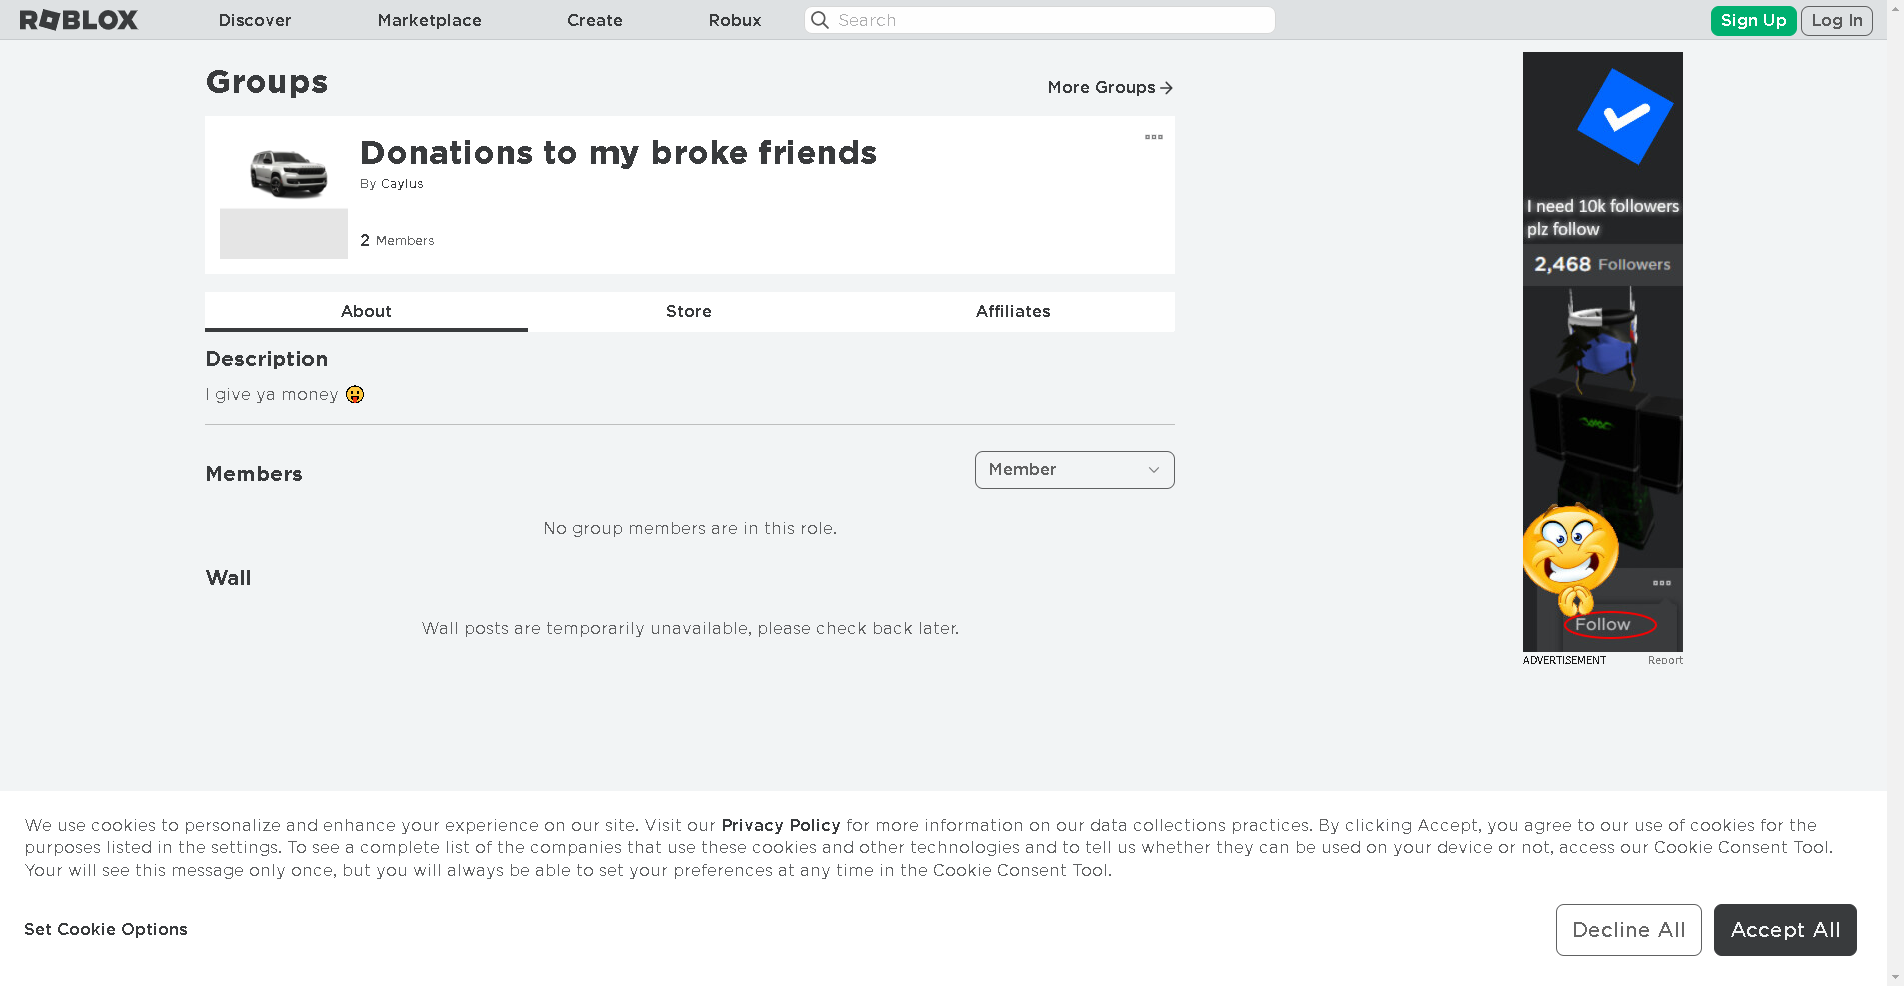 ROBLOX Discover Marketplace Create Robux Search Sign Up Log In
Groups
More Groups
Donations to my broke friends
By Caylus
2 Members
About Store Affiliates
Description
I give ya money 😛
Members
Member
No group members are in this role.
Wall
Wall posts are temporarily unavailable, please check back later.
I need 10k followers
plz follow
2,468 Followers
Follow
ADVERTISEMENT Report
We use cookies to personalize and enhance your experience on our site. Visit our Privacy Policy for more information on our data collections practices. By clicking Accept, you agree to our use of cookies for the
purposes listed in the settings. To see a complete list of the companies that use these cookies and other technologies and to tell us whether they can be used on your device or not, access our Cookie Consent Tool.
Your will see this message only once, but you will always be able to set your preferences at any time in the Cookie Consent Tool.
Set Cookie Options
Decline All Accept All